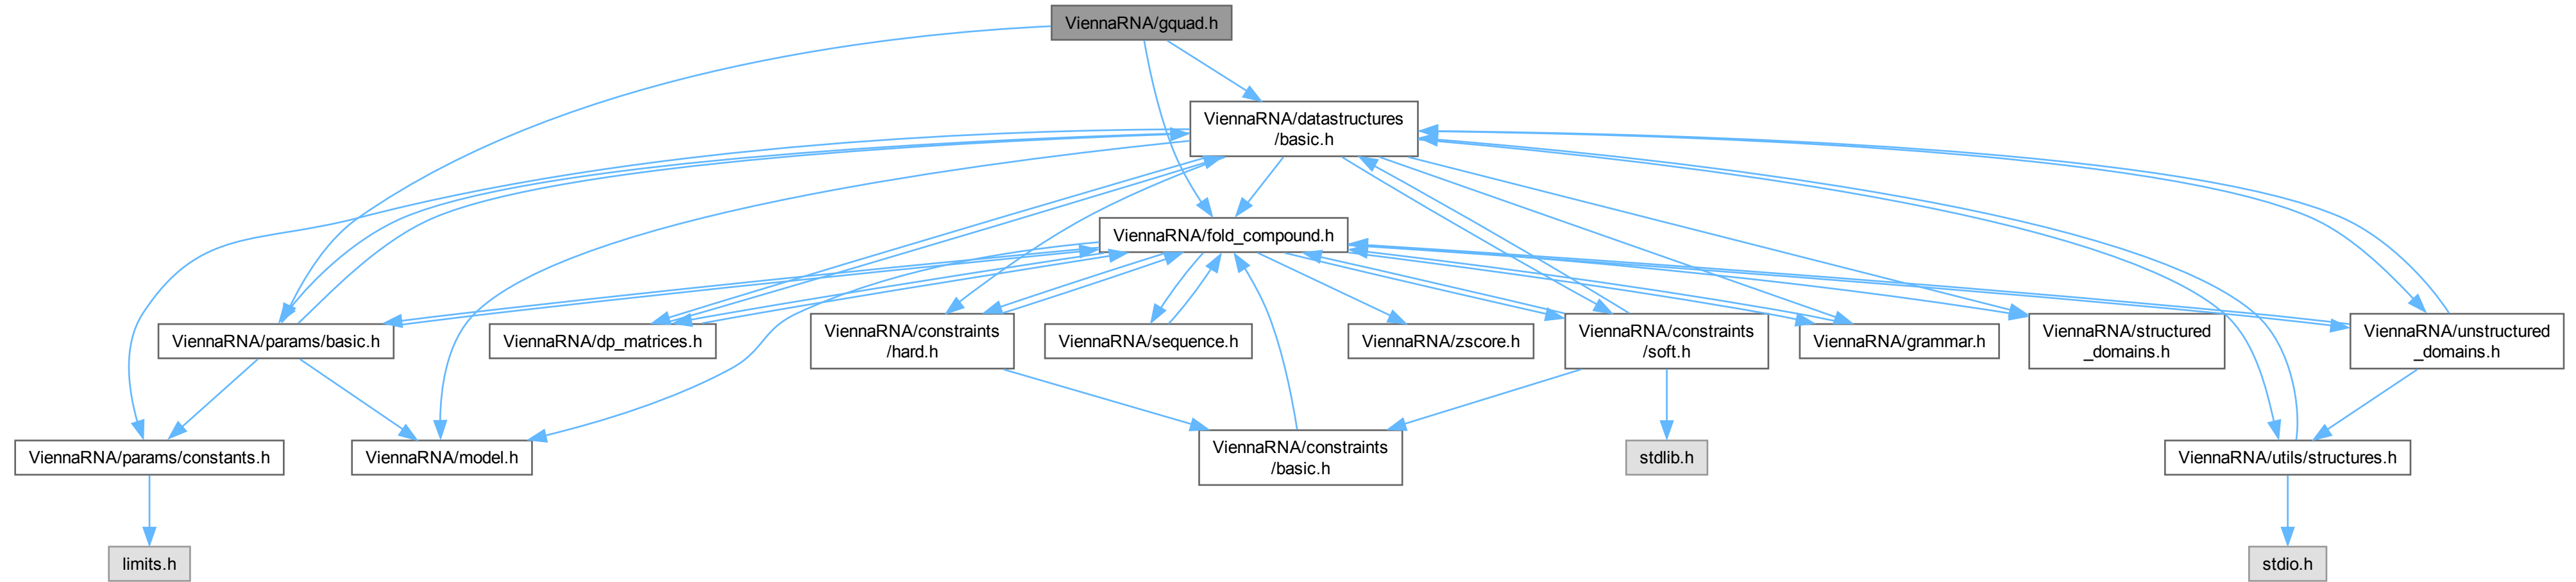 ViennaRNA/gquad.h
ViennaRNA/datastructures
/basic.h
ViennaRNA/fold_compound.h
ViennaRNA/params/basic.h
ViennaRNA/dp_matrices.h
ViennaRNA/constraints
/hard.h
ViennaRNA/sequence.h
ViennaRNA/zscore.h
ViennaRNA/constraints
/soft.h
ViennaRNA/grammar.h
ViennaRNA/structured
_domains.h
ViennaRNA/unstructured
_domains.h
ViennaRNA/params/constants.h
ViennaRNA/model.h
ViennaRNA/constraints
/basic.h
stdlib.h
ViennaRNA/utils/structures.h
limits.h
stdio.h